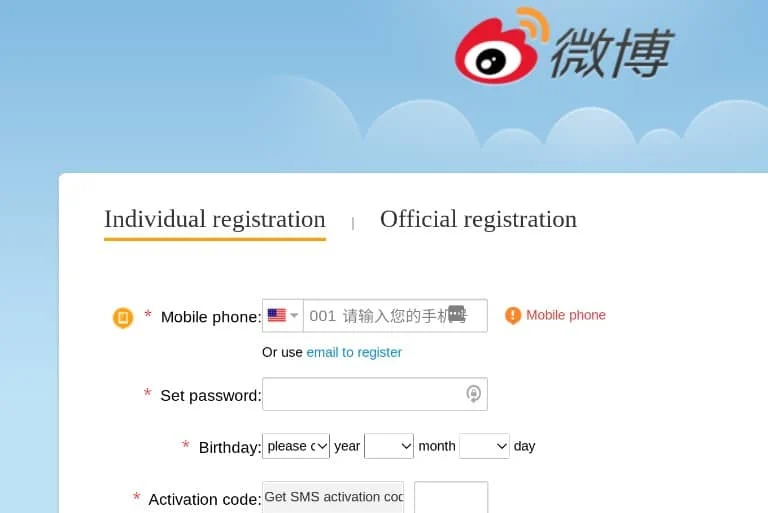 微博
Individual registration | Official registration
* Mobile phone: 001 请输入您的手机号 Mobile phone
Or use email to register
* Set password:
* Birthday: please c year month day
* Activation code: Get SMS activation cod